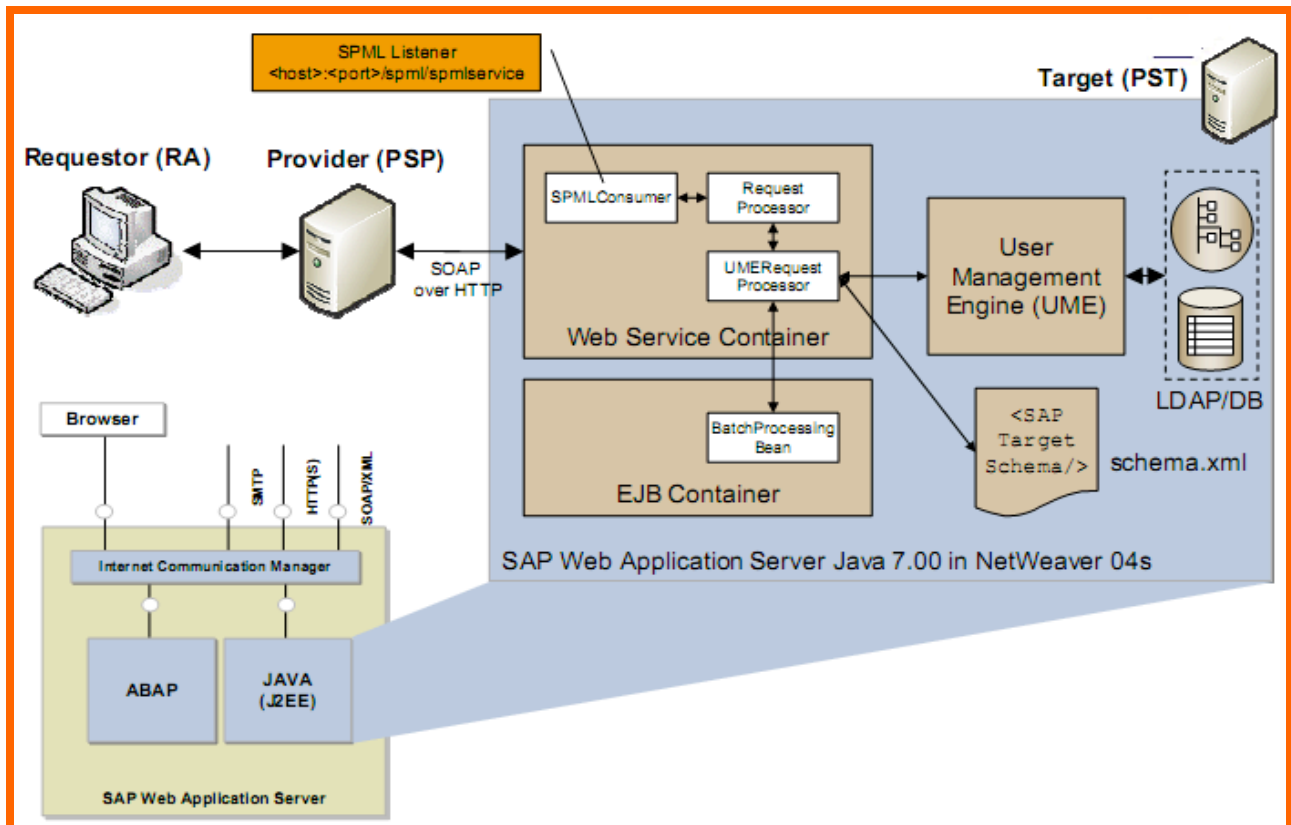 SPML Listener
<host>:<port>/spml/spmlservice
Target (PST)
Requestor (RA)
Provider (PSP)
SPMLConsumer
Request
Processor
SOAP
over HTTP
UMERequest
Processor
Web Service Container
User
Management
Engine (UME)
LDAP/DB
BatchProcessing
Bean
EJB Container
<SAP
Target
Schema/>
schema.xml
SAP Web Application Server Java 7.00 in NetWeaver 04s
Browser
SMTP
HTTP(S)
SOAP/XML
Internet Communication Manager
ABAP
JAVA
(J2EE)
SAP Web Application Server